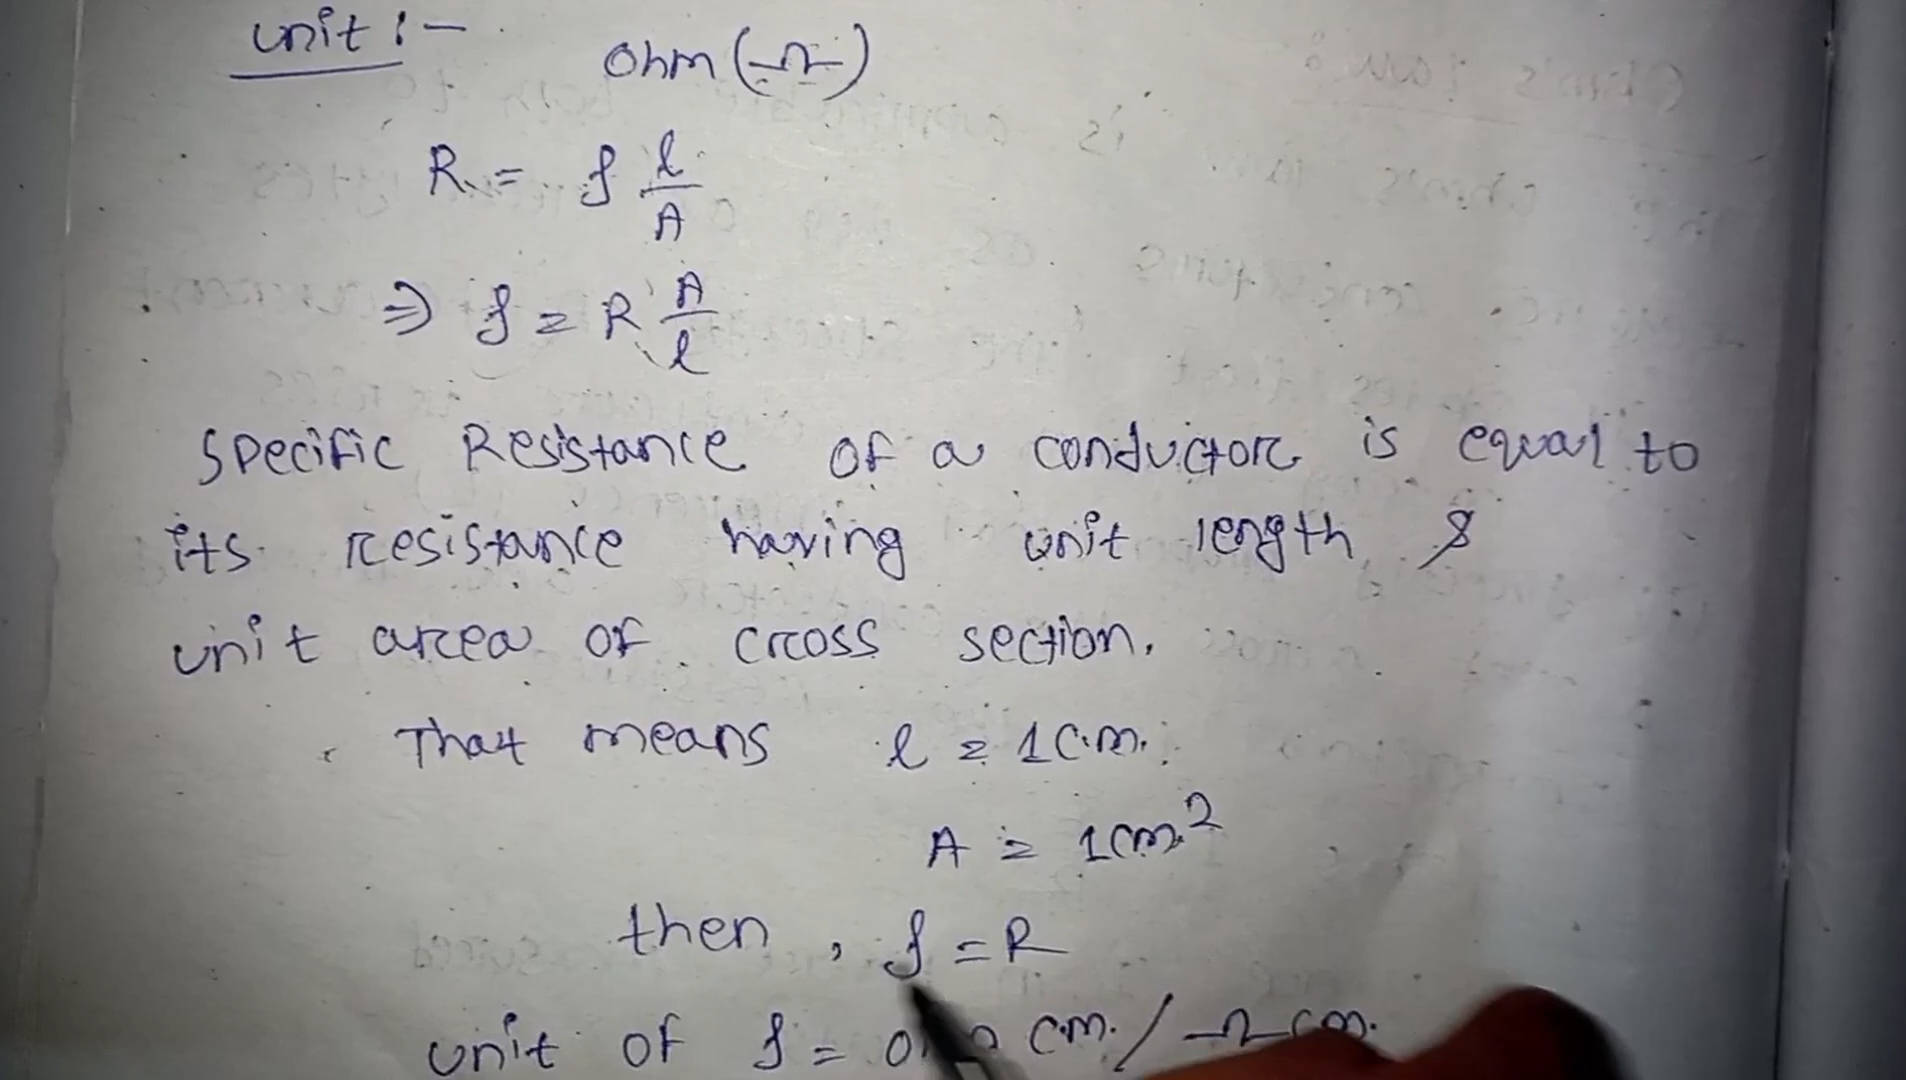 unit :-
ohm (Ω)
R = ρ l/A
⇒ ρ = R A/l
Specific Resistance of a conductor is equal to
its resistance having unit length &
unit area of cross section.
That means l = 1 cm.
A = 1 cm²
then, ρ = R
unit of ρ = cm. / Ω cm.